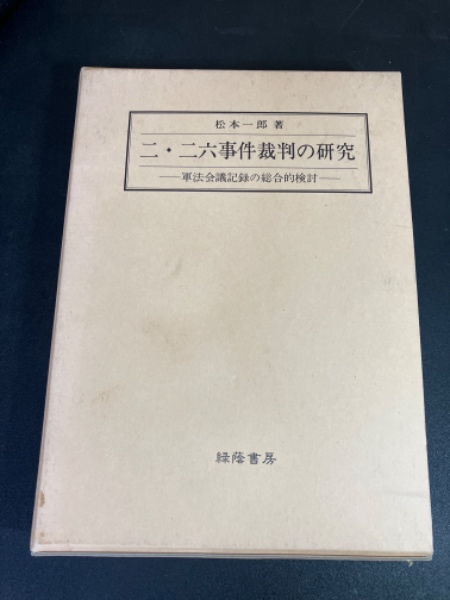 松本一郎 著
二・二六事件裁判の研究
――軍法会議記録の総合的検討――
緑蔭書房